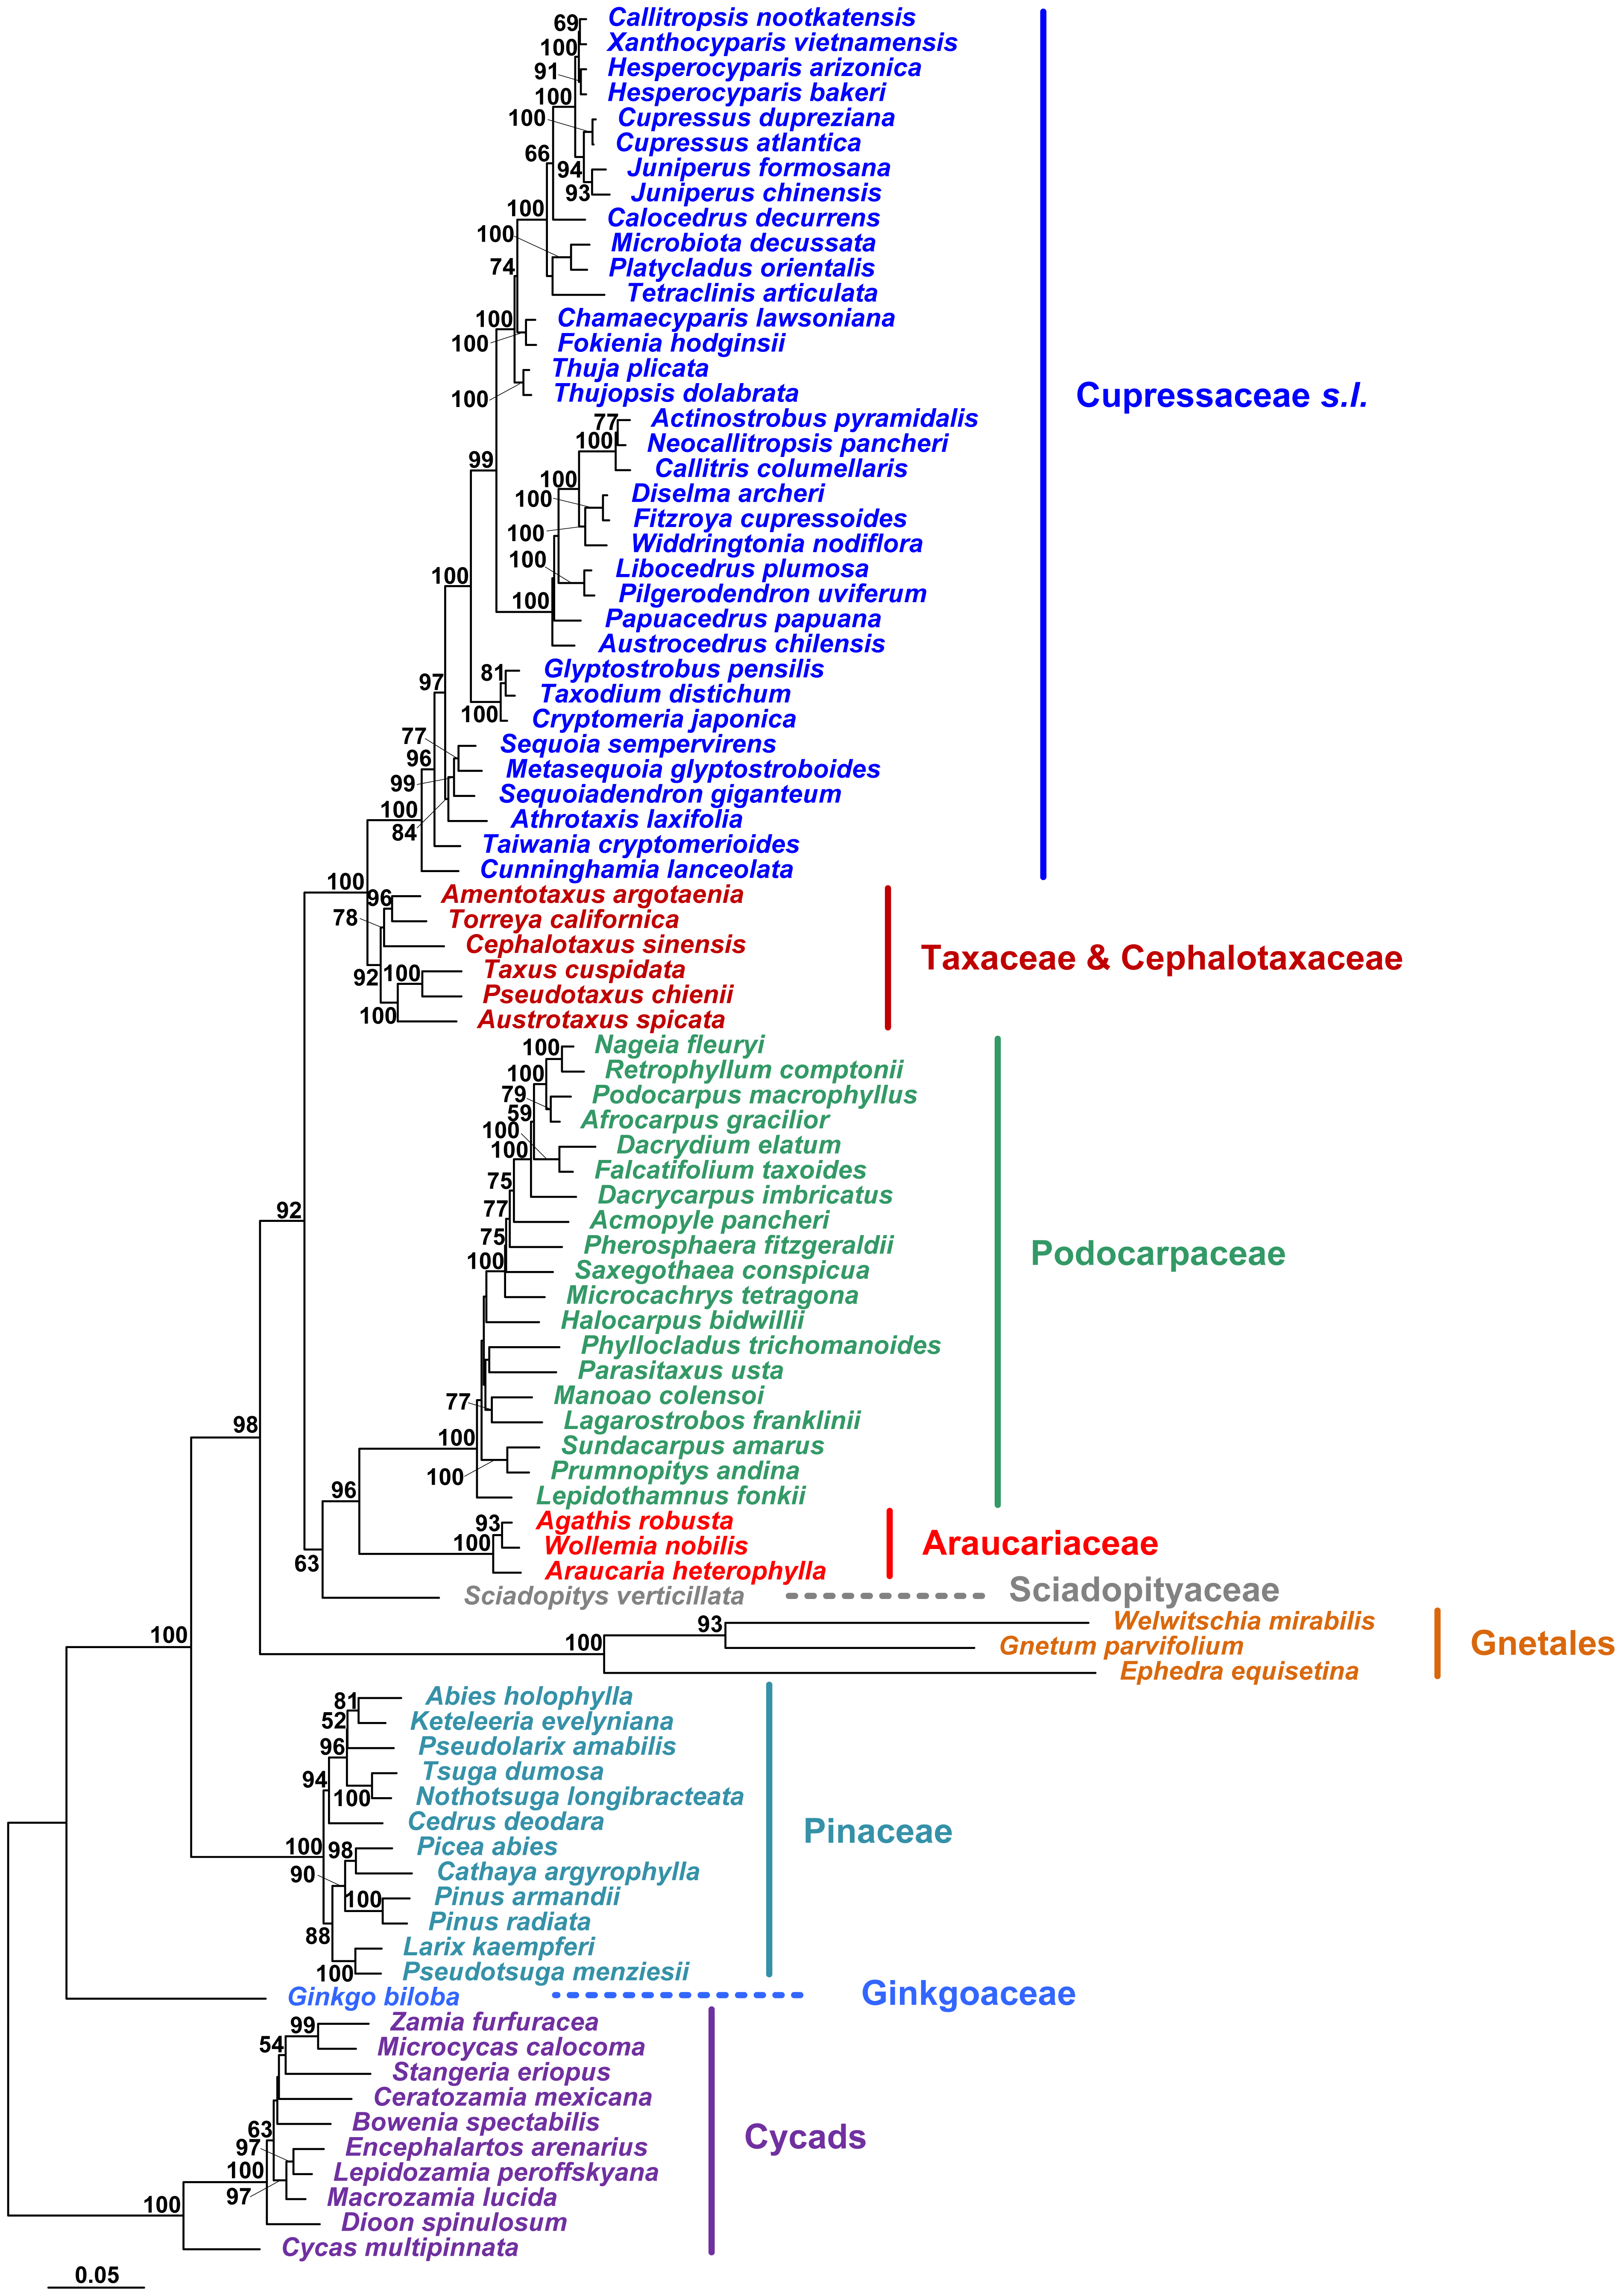 69
Callitropsis nootkatensis
100
Xanthocyparis vietnamensis
91
Hesperocyparis arizonica
100
Hesperocyparis bakeri
100
Cupressus dupreziana
66
Cupressus atlantica
94
Juniperus formosana
93
Juniperus chinensis
100
Calocedrus decurrens
100
Microbiota decussata
74
Platycladus orientalis
Tetraclinis articulata
100
Chamaecyparis lawsoniana
100
Fokienia hodginsii
Thuja plicata
100
Thujopsis dolabrata
Cupressaceae s.l.
77
Actinostrobus pyramidalis
100
Neocallitropsis pancheri
99
Callitris columellaris
100
100
Diselma archeri
Fitzroya cupressoides
100
Widdringtonia nodiflora
100
Libocedrus plumosa
100
Pilgerodendron uviferum
100
Papuacedrus papuana
Austrocedrus chilensis
81
Glyptostrobus pensilis
97
Taxodium distichum
100
Cryptomeria japonica
77
Sequoia sempervirens
96
Metasequoia glyptostroboides
99
Sequoiadendron giganteum
100
84
Athrotaxis laxifolia
Taiwania cryptomerioides
Cunninghamia lanceolata
100
96
Amentotaxus argotaenia
78
Torreya californica
Cephalotaxus sinensis
Taxaceae & Cephalotaxaceae
92
100
Taxus cuspidata
Pseudotaxus chienii
100
Austrotaxus spicata
100
Nageia fleuryi
100
Retrophyllum comptonii
79
Podocarpus macrophyllus
59
Afrocarpus gracilior
100
100
Dacrydium elatum
Falcatifolium taxoides
75
Dacrycarpus imbricatus
92
77
Acmopyle pancheri
75
Pherosphaera fitzgeraldii
Podocarpaceae
100
Saxegothaea conspicua
Microcachrys tetragona
Halocarpus bidwillii
Phyllocladus trichomanoides
Parasitaxus usta
77
Manoao colensoi
98
Lagarostrobos franklinii
100
Sundacarpus amarus
100
Prumnopitys andina
96
Lepidothamnus fonkii
93
Agathis robusta
100
Wollemia nobilis
Araucariaceae
63
Araucaria heterophylla
Sciadopitys verticillata
Sciadopityaceae
93
Welwitschia mirabilis
100
100
Gnetum parvifolium
Gnetales
Ephedra equisetina
81
Abies holophylla
52
Keteleeria evelyniana
96
Pseudolarix amabilis
94
Tsuga dumosa
100
Nothotsuga longibracteata
Cedrus deodara
Pinaceae
100
98
Picea abies
90
Cathaya argyrophylla
100
Pinus armandii
Pinus radiata
88
Larix kaempferi
100
Pseudotsuga menziesii
Ginkgo biloba
Ginkgoaceae
99
Zamia furfuracea
54
Microcycas calocoma
Stangeria eriopus
Ceratozamia mexicana
63
Bowenia spectabilis
Cycads
97
Encephalartos arenarius
100
Lepidozamia peroffskyana
97
Macrozamia lucida
100
Dioon spinulosum
Cycas multipinnata
0.05